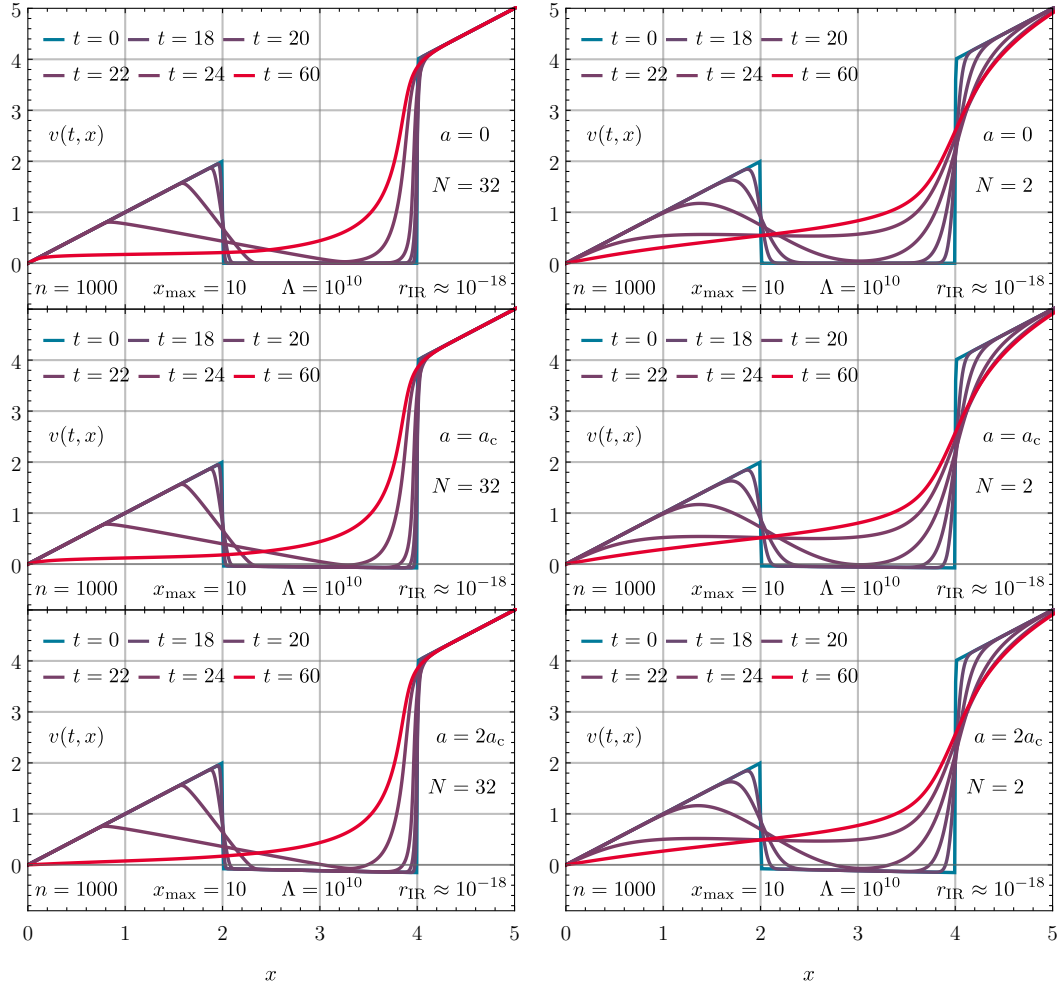 5
t = 0 t = 18 t = 20
t = 0 t = 18 t = 20
4
t = 22 t = 24 t = 60
t = 22 t = 24 t = 60
3
v(t, x) a = 0
v(t, x) a = 0
2
N = 32
N = 2
1
0
n = 1000 x_max = 10 Λ = 10^10 r_IR ≈ 10^-18
n = 1000 x_max = 10 Λ = 10^10 r_IR ≈ 10^-18
t = 0 t = 18 t = 20
t = 0 t = 18 t = 20
4
t = 22 t = 24 t = 60
t = 22 t = 24 t = 60
3
v(t, x) a = a_c
v(t, x) a = a_c
2
N = 32
N = 2
1
0
n = 1000 x_max = 10 Λ = 10^10 r_IR ≈ 10^-18
n = 1000 x_max = 10 Λ = 10^10 r_IR ≈ 10^-18
t = 0 t = 18 t = 20
t = 0 t = 18 t = 20
4
t = 22 t = 24 t = 60
t = 22 t = 24 t = 60
3
v(t, x) a = 2a_c
v(t, x) a = 2a_c
2
N = 32
N = 2
1
0
n = 1000 x_max = 10 Λ = 10^10 r_IR ≈ 10^-18
n = 1000 x_max = 10 Λ = 10^10 r_IR ≈ 10^-18
0 1 2 3 4 5
0 1 2 3 4 5
x
x